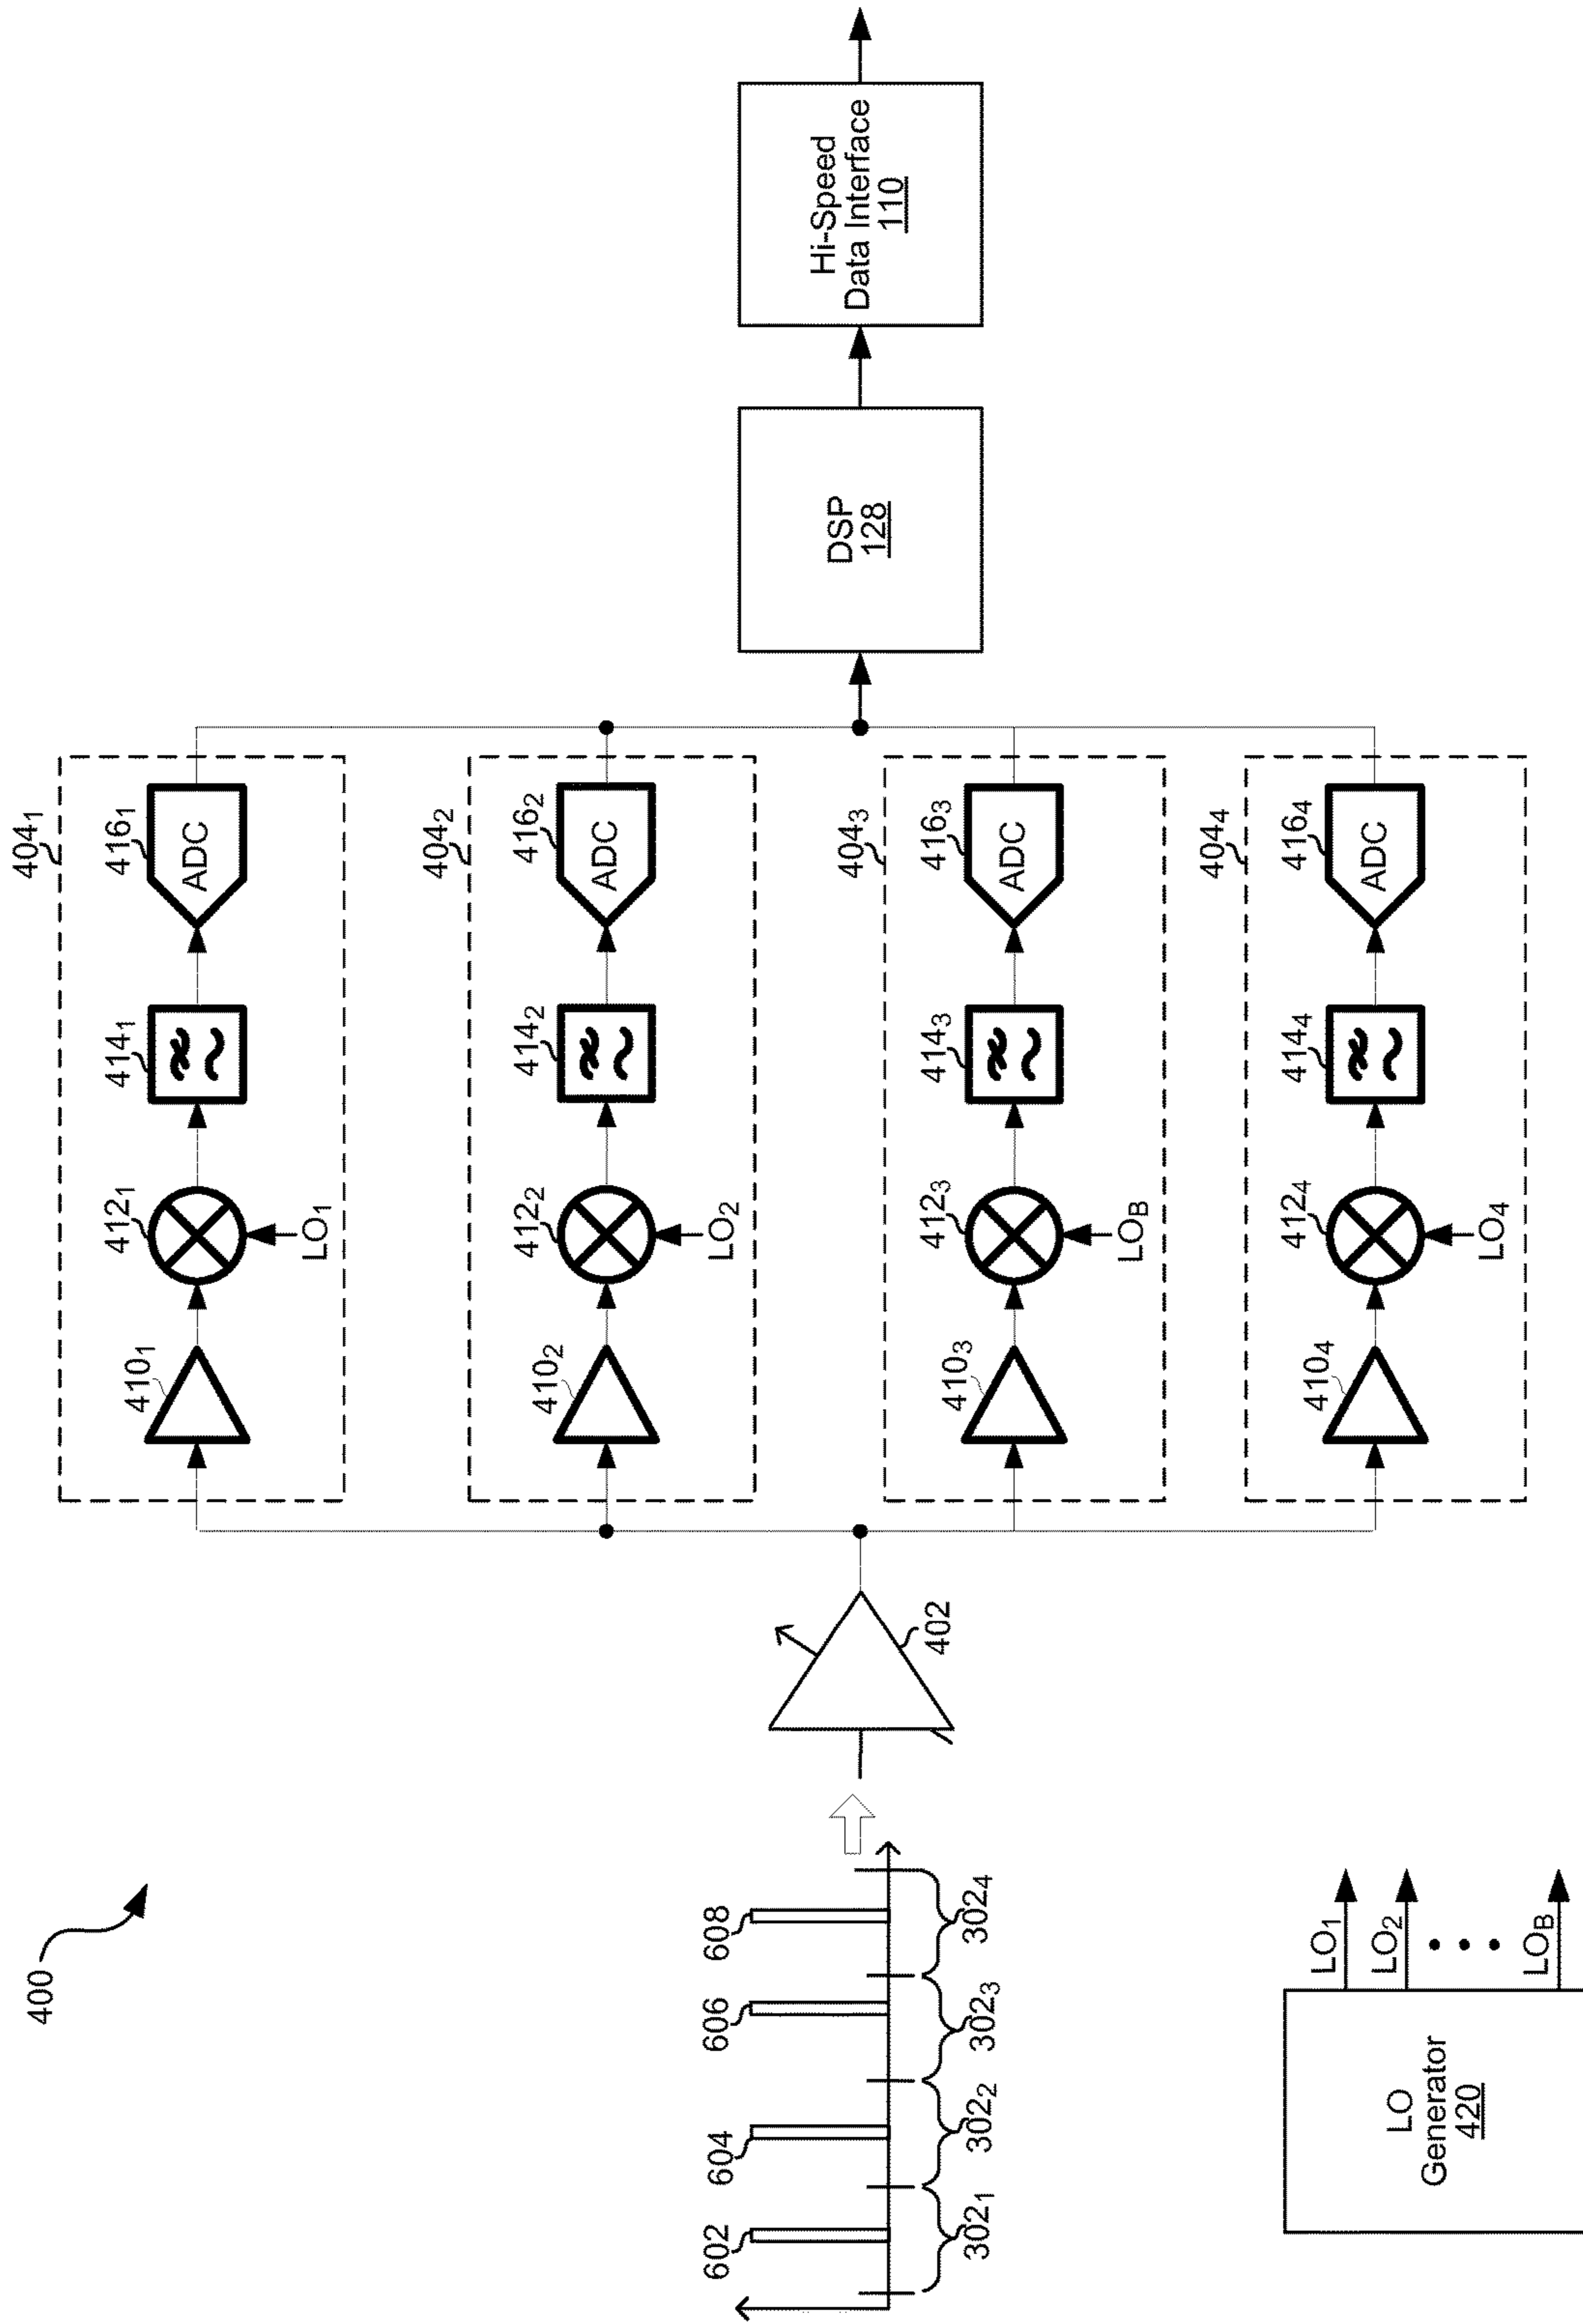 400
602
604
606
608
302₁
302₂
302₃
302₄
402
LO
Generator
420
LO₁
LO₂
LO_B
404₁
410₁
412₁
LO₁
414₁
416₁
ADC
404₂
410₂
412₂
LO₂
414₂
416₂
ADC
404₃
410₃
412₃
LO_B
414₃
416₃
ADC
404₄
410₄
412₄
LO₄
414₄
416₄
ADC
DSP
128
Hi-Speed
Data Interface
110